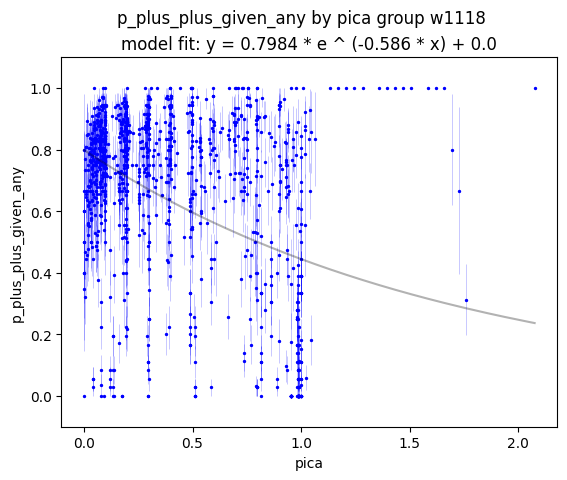 p_plus_plus_given_any by pica group w1118
model fit: y = 0.7984 * e ^ (-0.586 * x) + 0.0
1.0
0.8
0.6
0.4
0.2
0.0
p_plus_plus_given_any
0.0 0.5 1.0 1.5 2.0
pica